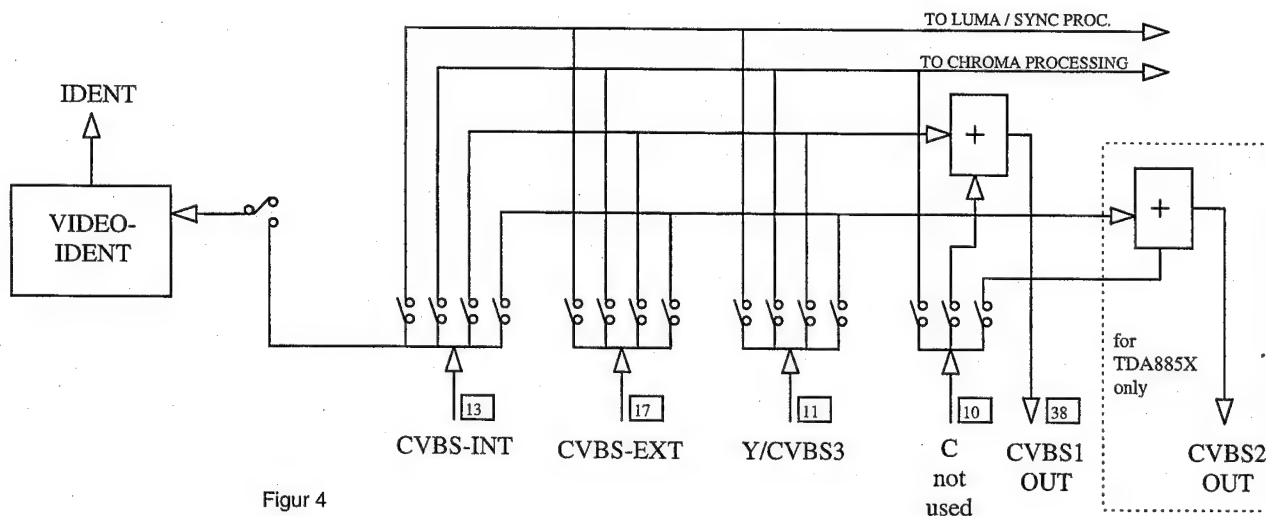 TO LUMA / SYNC PROC.
TO CHROMA PROCESSING
IDENT
+
+
VIDEO-
IDENT
for
TDA885X
only
13
17
11
10
38
CVBS-INT
CVBS-EXT
Y/CVBS3
C
not
used
CVBS1
OUT
CVBS2
OUT
Figur 4